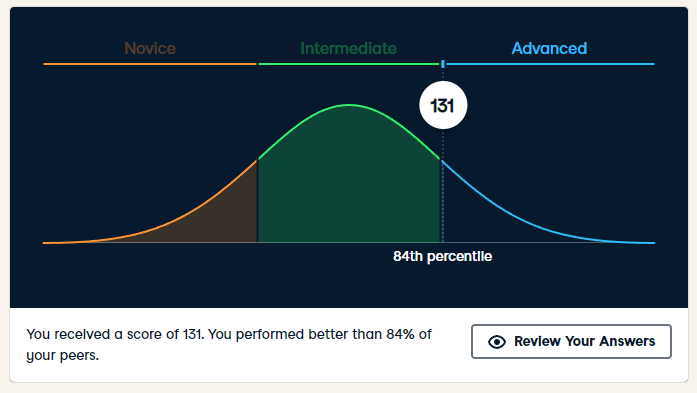 Novice
Intermediate
Advanced
131
84th percentile
You received a score of 131. You performed better than 84% of
your peers.
Review Your Answers